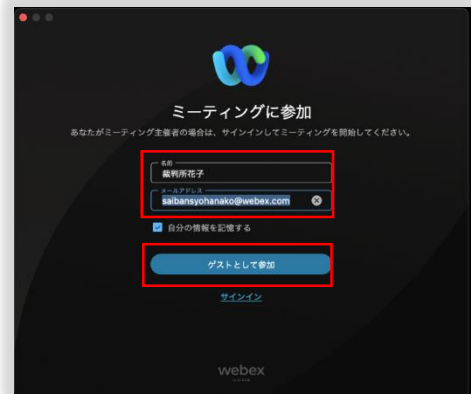 ミーティングに参加
あなたがミーティング主催者の場合は、サインインしてミーティングを開始してください。
名前
裁判所花子
メールアドレス
saibansyohanako@webex.com
自分の情報を記憶する
ゲストとして参加
サインイン
webex